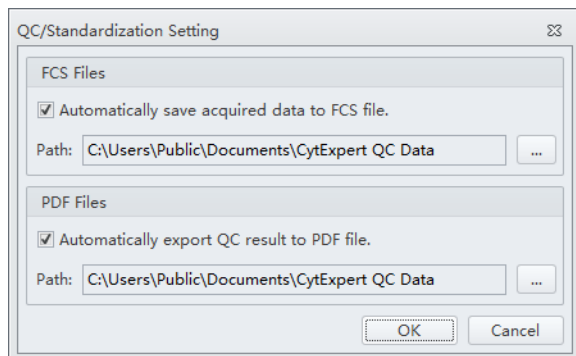 QC/Standardization Setting
FCS Files
Automatically save acquired data to FCS file.
Path: C:\Users\Public\Documents\CytExpert QC Data ...
PDF Files
Automatically export QC result to PDF file.
Path: C:\Users\Public\Documents\CytExpert QC Data ...
OK Cancel